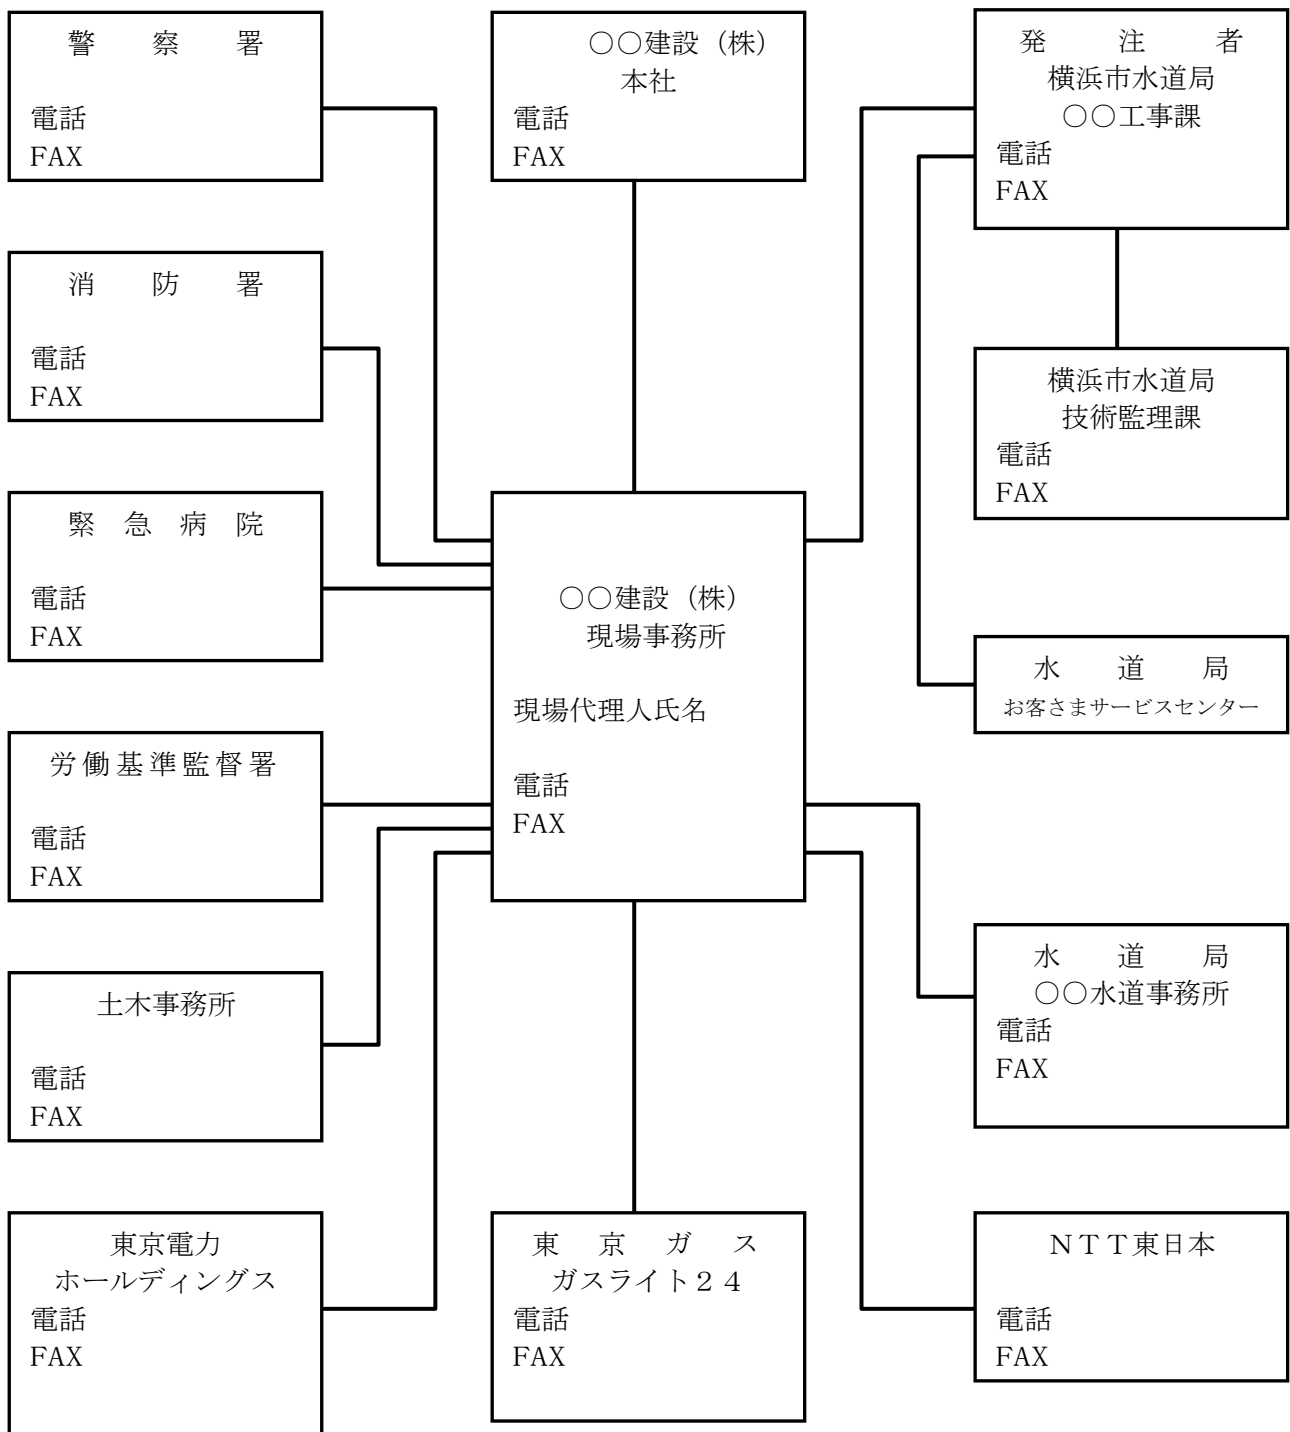 警察署
電話
FAX
○○建設（株）
本社
電話
FAX
発注者
横浜市水道局
○○工事課
電話
FAX
消防署
電話
FAX
横浜市水道局
技術監理課
電話
FAX
緊急病院
電話
FAX
○○建設（株）
現場事務所
現場代理人氏名
電話
FAX
水道局
お客さまサービスセンター
労働基準監督署
電話
FAX
水道局
○○水道事務所
電話
FAX
土木事務所
電話
FAX
東京電力
ホールディングス
電話
FAX
東京ガス
ガスライト２４
電話
FAX
ＮＴＴ東日本
電話
FAX